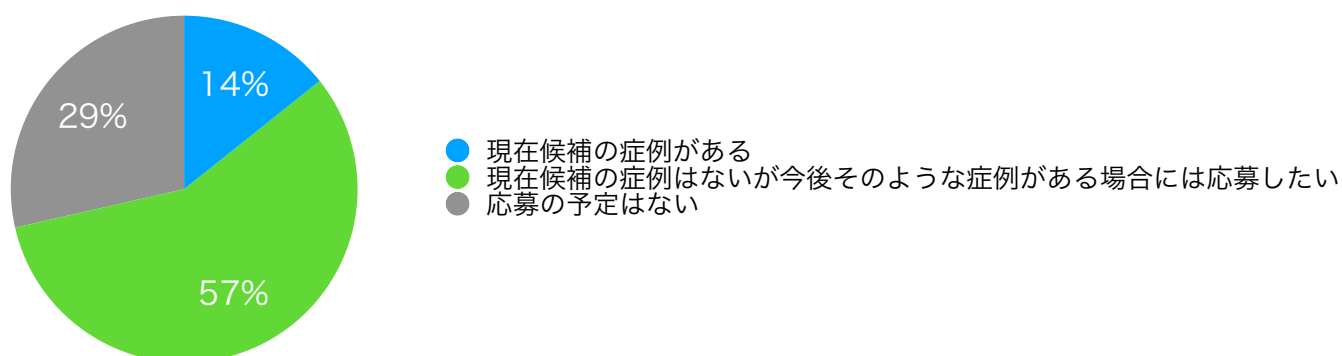 14%
29%
57%
現在候補の症例がある
現在候補の症例はないが今後そのような症例がある場合には応募したい
応募の予定はない